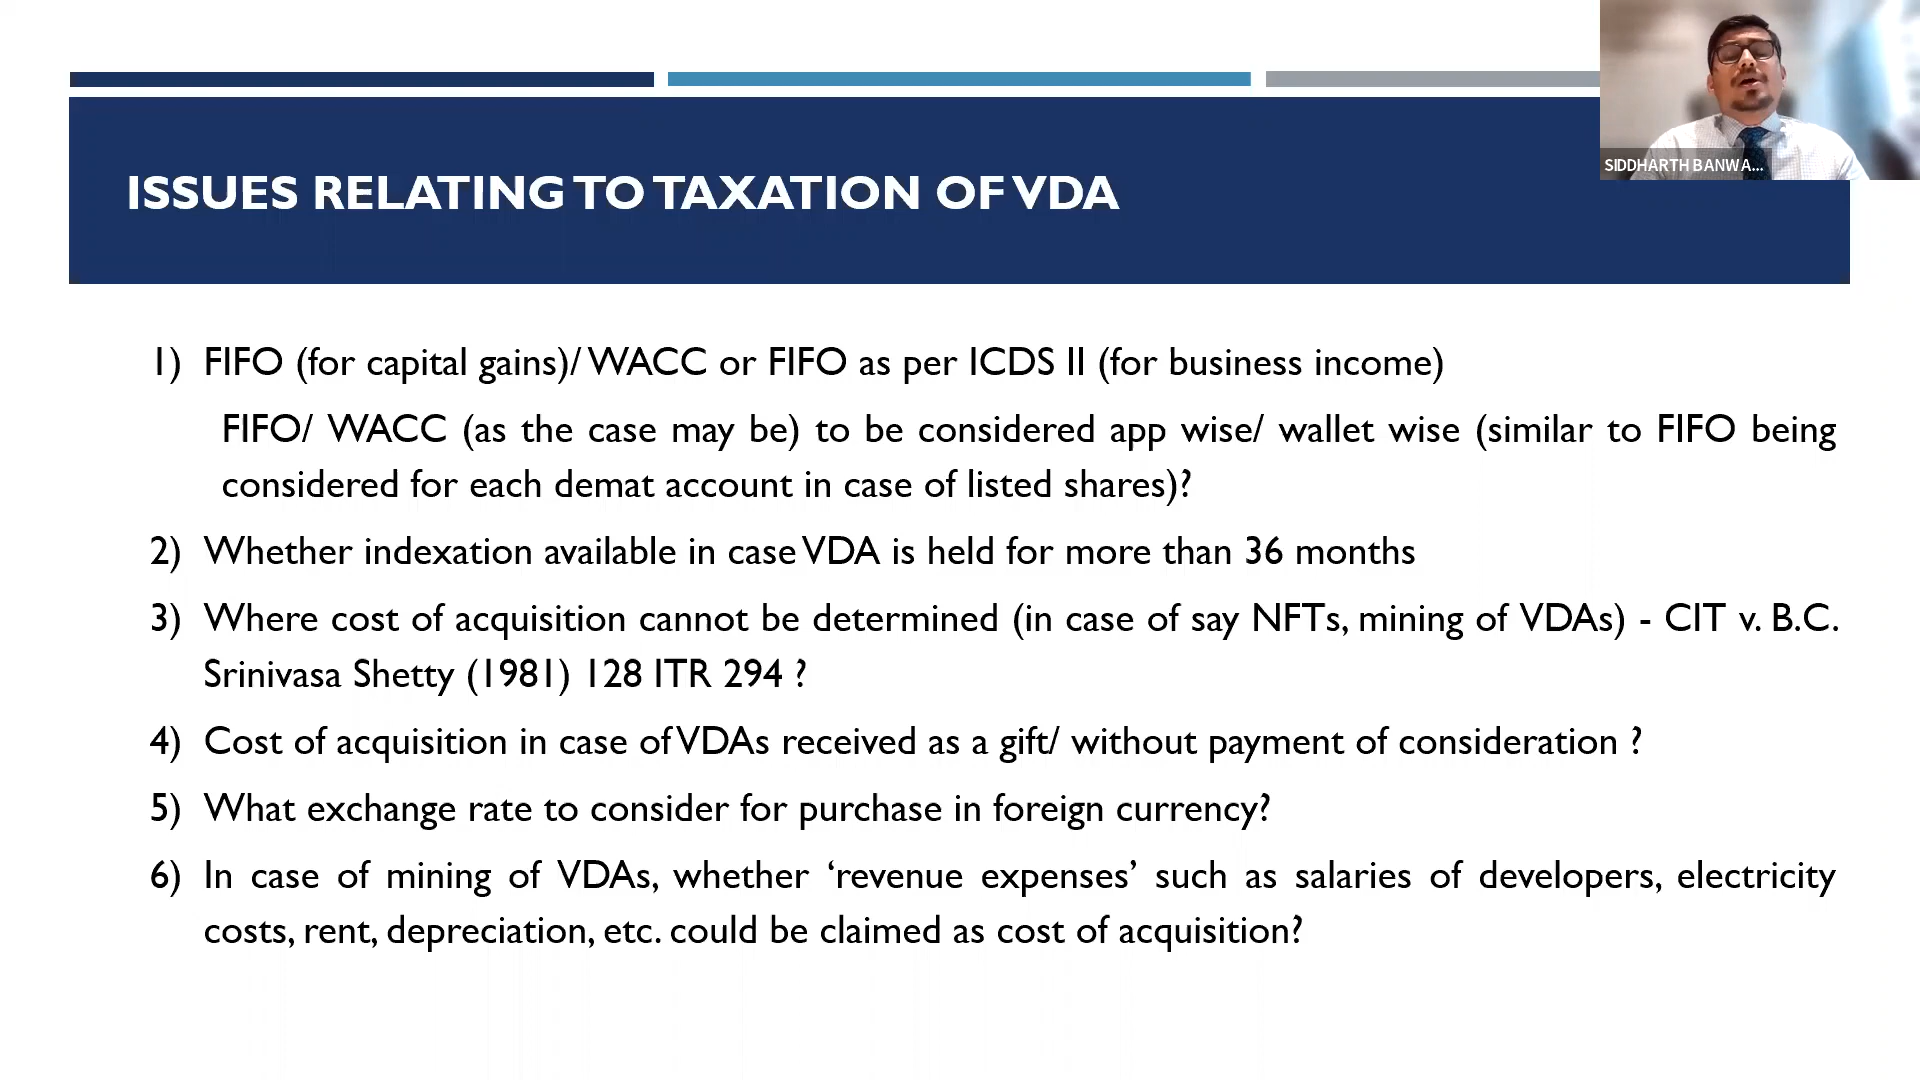 SIDDHARTH BANWA...
ISSUES RELATING TO TAXATION OF VDA
1) FIFO (for capital gains)/ WACC or FIFO as per ICDS II (for business income)
FIFO/ WACC (as the case may be) to be considered app wise/ wallet wise (similar to FIFO being
considered for each demat account in case of listed shares)?
2) Whether indexation available in case VDA is held for more than 36 months
3) Where cost of acquisition cannot be determined (in case of say NFTs, mining of VDAs) - CIT v. B.C.
Srinivasa Shetty (1981) 128 ITR 294 ?
4) Cost of acquisition in case of VDAs received as a gift/ without payment of consideration ?
5) What exchange rate to consider for purchase in foreign currency?
6) In case of mining of VDAs, whether ‘revenue expenses’ such as salaries of developers, electricity
costs, rent, depreciation, etc. could be claimed as cost of acquisition?